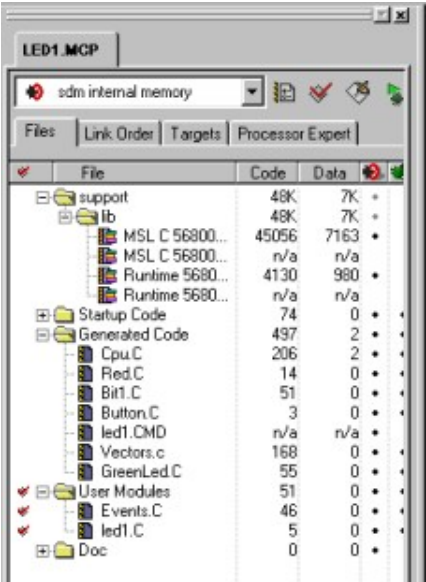 LED1.MCP
sdm internal memory
Files Link Order Targets Processor Expert
File Code Data
support 48K 7K
lib 48K 7K
MSL C 56800... 45056 7163
MSL C 56800... n/a n/a
Runtime 5680... 4130 980
Runtime 5680... n/a n/a
Startup Code 74 0
Generated Code 497 2
Cpu.C 206 2
Red.C 14 0
Bit1.C 51 0
Button.C 3 0
led1.CMD n/a n/a
Vectors.c 168 0
GreenLed.C 55 0
User Modules 51 0
Events.C 46 0
led1.C 5 0
Doc 0 0